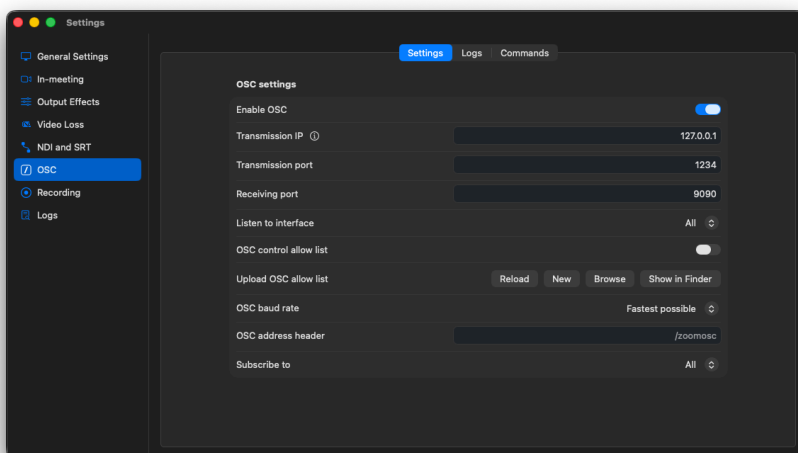 Settings
General Settings
In-meeting
Output Effects
Video Loss
NDI and SRT
OSC
Recording
Logs
Settings Logs Commands
OSC settings
Enable OSC
Transmission IP 127.0.0.1
Transmission port 1234
Receiving port 9090
Listen to interface All
OSC control allow list
Upload OSC allow list Reload New Browse Show in Finder
OSC baud rate Fastest possible
OSC address header /zoomosc
Subscribe to All